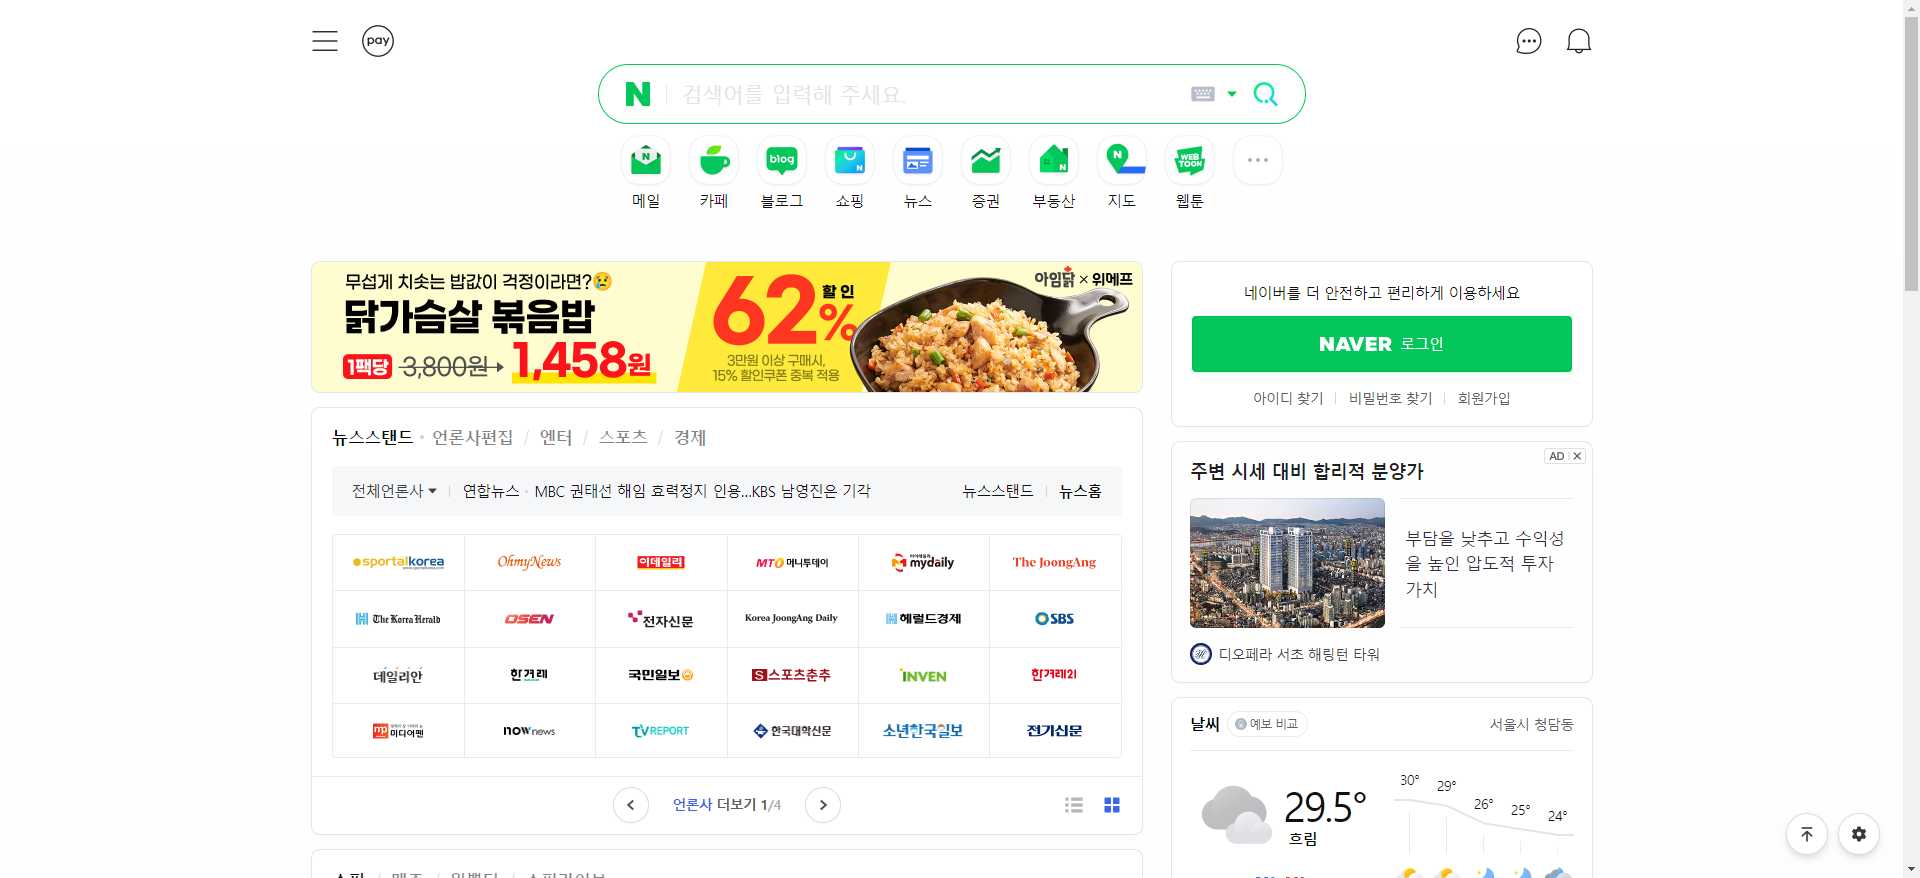 pay
N
검색어를 입력해 주세요.
N
메일
카페
blog
블로그
N
쇼핑
뉴스
증권
N
부동산
N
지도
WEB
TOON
웹툰
무섭게 치솟는 밥값이 걱정이라면?
닭가슴살 볶음밥
1팩당 3,800원 1,458원
62% 할인
3만원 이상 구매시,
15% 할인쿠폰 중복 적용
아임닭 × 위메프
네이버를 더 안전하고 편리하게 이용하세요
NAVER 로그인
아이디 찾기 비밀번호 찾기 회원가입
뉴스스탠드 · 언론사편집 / 엔터 / 스포츠 / 경제
전체언론사 연합뉴스 · MBC 권태선 해임 효력정지 인용...KBS 남영진은 기각 뉴스스탠드 뉴스홈
sportalkorea OhmyNews 이데일리 MTO 머니투데이 mydaily The JoongAng
The Korea Herald OSEN 전자신문 Korea JoongAng Daily 헤럴드경제 SBS
데일리안 한겨레 국민일보 S스포츠춘추 INVEN 한겨레21
mp 미디어펜 nownews TVREPORT 한국대학신문 소년한국일보 전기신문
언론사 더보기 1/4
AD
주변 시세 대비 합리적 분양가
부담을 낮추고 수익성
을 높인 압도적 투자
가치
디오페라 서초 해링턴 타워
날씨 예보 비교 서울시 청담동
29.5°
흐림
30° 29° 26° 25° 24°